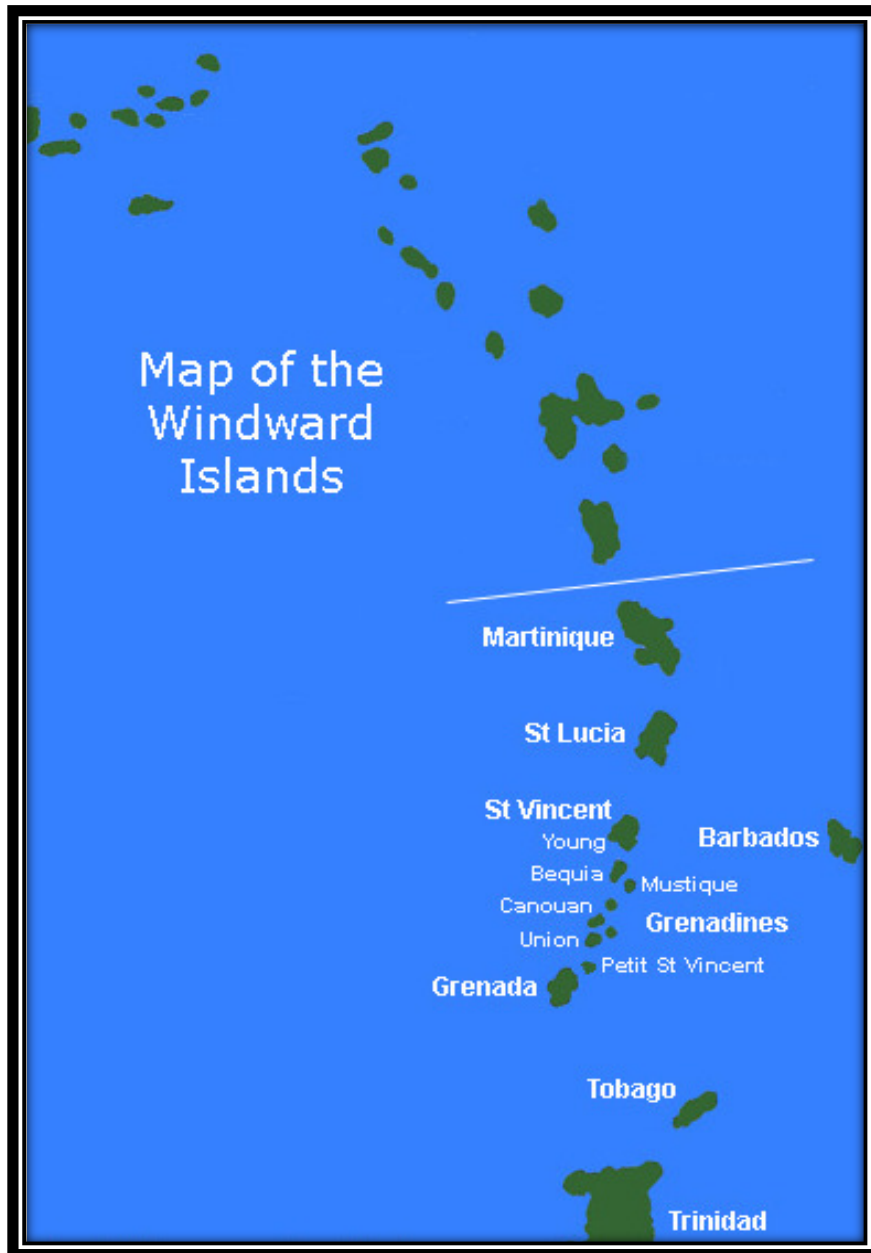 Map of the
Windward
Islands
Martinique
St Lucia
St Vincent
Young
Barbados
Bequia
Mustique
Canouan
Grenadines
Union
Petit St Vincent
Grenada
Tobago
Trinidad